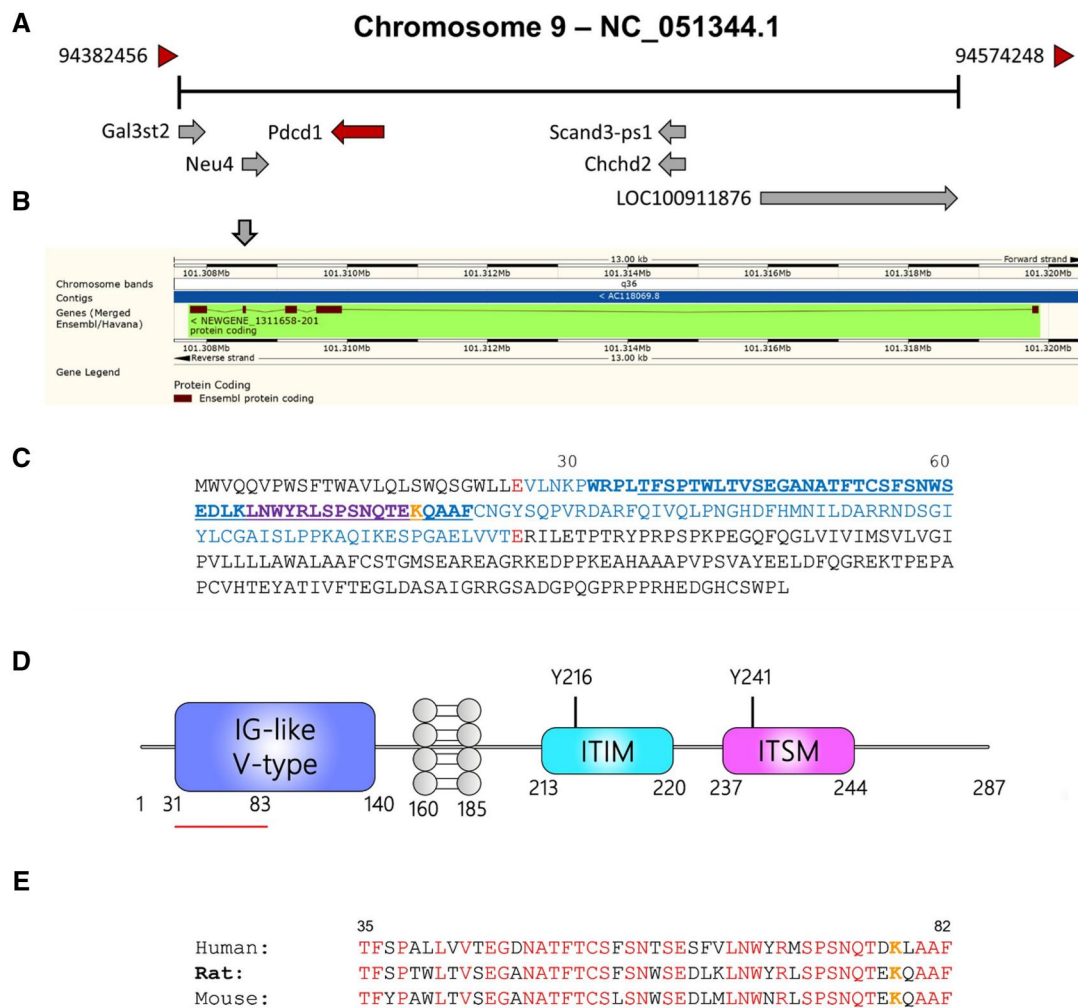 A
Chromosome 9 – NC_051344.1
94382456 94574248
Gal3st2 Pdcd1 Scand3-ps1
Neu4 Chchd2
LOC100911876
B
13.00 kb Forward strand
101.308Mb 101.310Mb 101.312Mb 101.314Mb 101.316Mb 101.318Mb 101.320Mb
Chromosome bands q36
Contigs < AC118069.8
Genes (Merged
Ensembl/Havana)
< NEWGENE_1311658-201
protein coding
101.308Mb 101.310Mb 101.312Mb 101.314Mb 101.316Mb 101.318Mb 101.320Mb
Reverse strand 13.00 kb
Gene Legend
Protein Coding
Ensembl protein coding
C
30 60
MWVQQVPWSFTWAVLQLSWQSGWLLEVLNKPWRPLTFSPTWLTVSEGANATFTCSFSNWS
EDLKLNWYRLSPSNQTEKQAAFCNGYSQPVRDARFQIVQLPNGHDFHMNILDARRNDSGI
YLCGAISLPPKAQIKESPGAELVVTERILETPTRYPRPSPKPEGQFQGLVIVIMSVLVGI
PVLLLLAWALAAFCSTGMSEAREAGRKEDPPKEAHAAAPVPSVAYEELDFQGREKTPEPA
PCVHTEYATIVFTEGLDASAIGRRGSADGPQGPRPPRHEDGHCSWPL
D
Y216 Y241
IG-like
V-type
ITIM ITSM
1 31 83 140 160 185 213 220 237 244 287
E
35 82
Human: TFSPALLVVTEGDNATFTCSFSNTSESFVLNWYRMSPSNQTDKLAAF
Rat: TFSPTWLTVSEGANATFTCSFSNWSEDLKLNWYRLSPSNQTEKQAAF
Mouse: TFYPAWLTVSEGANATFTCSLSNWSEDLMLNWNRLSPSNQTEKQAAF